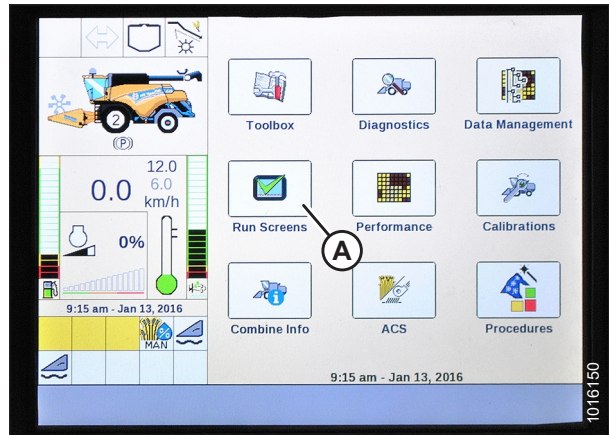 2
(P)
12.0
6.0
0.0
km/h
0%
9:15 am - Jan 13, 2016
MAN
Toolbox
Diagnostics
Data Management
Run Screens
Performance
Calibrations
A
Combine Info
ACS
Procedures
9:15 am - Jan 13, 2016
1016150